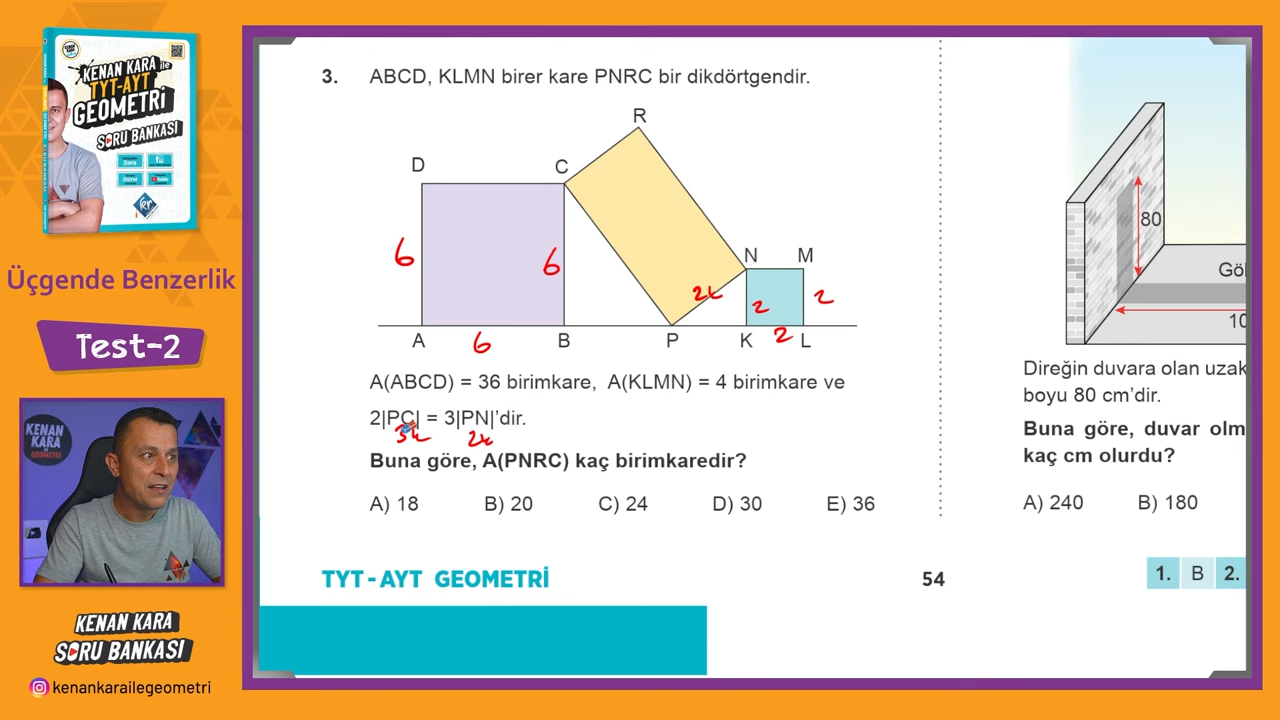 KENAN KARA ile
TYT-AYT
GEOMETRİ
SORU BANKASI
Üçgende Benzerlik
Test-2
KENAN
KARA
GEOMETRİ
KENAN KARA
SORU BANKASI
kenankarailegeometri
3. ABCD, KLMN birer kare PNRC bir dikdörtgendir.
R
D C
N M
6 6
2k 2 2
A B P K L
6 2
A(ABCD) = 36 birimkare, A(KLMN) = 4 birimkare ve
2|PC| = 3|PN|'dir.
3k 2k
Buna göre, A(PNRC) kaç birimkaredir?
A) 18 B) 20 C) 24 D) 30 E) 36
TYT - AYT GEOMETRİ
54
80
Göl
10
Direğin duvara olan uzak
boyu 80 cm'dir.
Buna göre, duvar olm
kaç cm olurdu?
A) 240 B) 180
1. B 2.